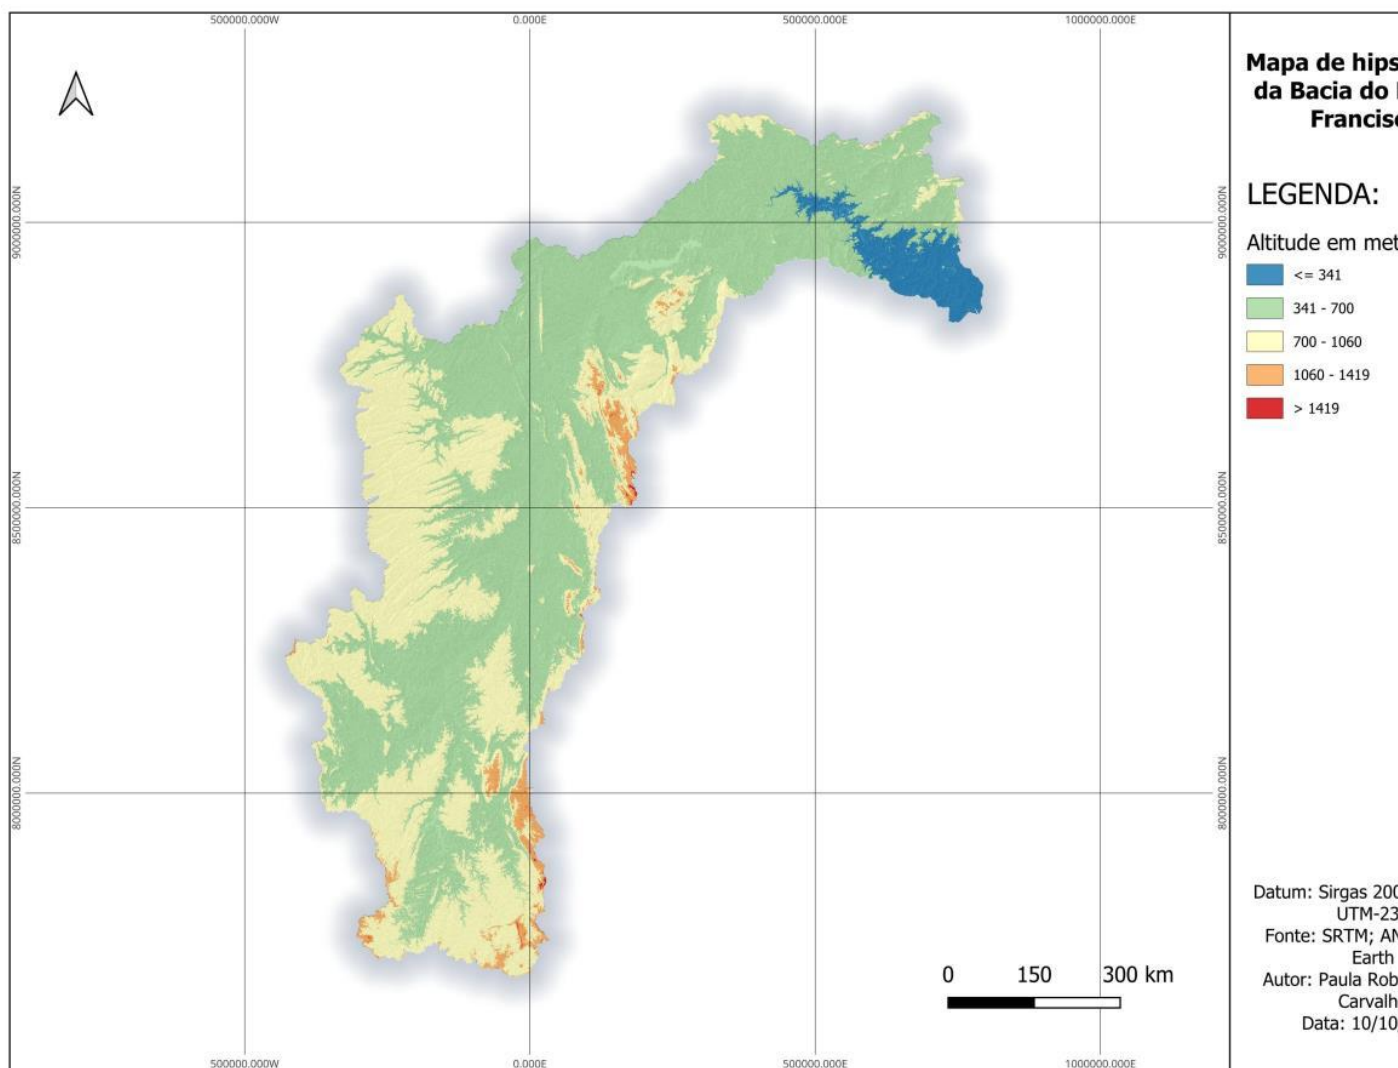 500000.000W 0.000E 500000.000E 1000000.000E
Mapa de hips
da Bacia do
Francis
LEGENDA:
Altitude em met
<= 341
341 - 700
700 - 1060
1060 - 1419
> 1419
9000000.000N 9000000.000N
8500000.000N 8500000.000N
8000000.000N 8000000.000N
0 150 300 km
Datum: Sirgas 200
UTM-23
Fonte: SRTM; AN
Earth
Autor: Paula Rob
Carvalh
Data: 10/10
500000.000W 0.000E 500000.000E 1000000.000E